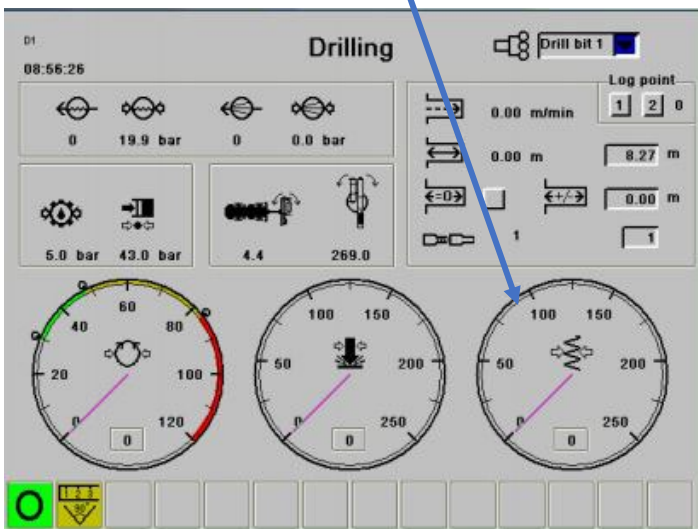 D1
Drilling
Drill bit 1
08:56:26
Log point
1 2 0
0 19.9 bar 0 0.0 bar
0.00 m/min
0.00 m 8.27 m
=0 +/- 0.00 m
1 1
5.0 bar 43.0 bar
4.4 269.0
0 20 40 60 80 100 120
0
0 50 100 150 200 250
0
0 50 100 150 200 250
0
1 2 3
90°